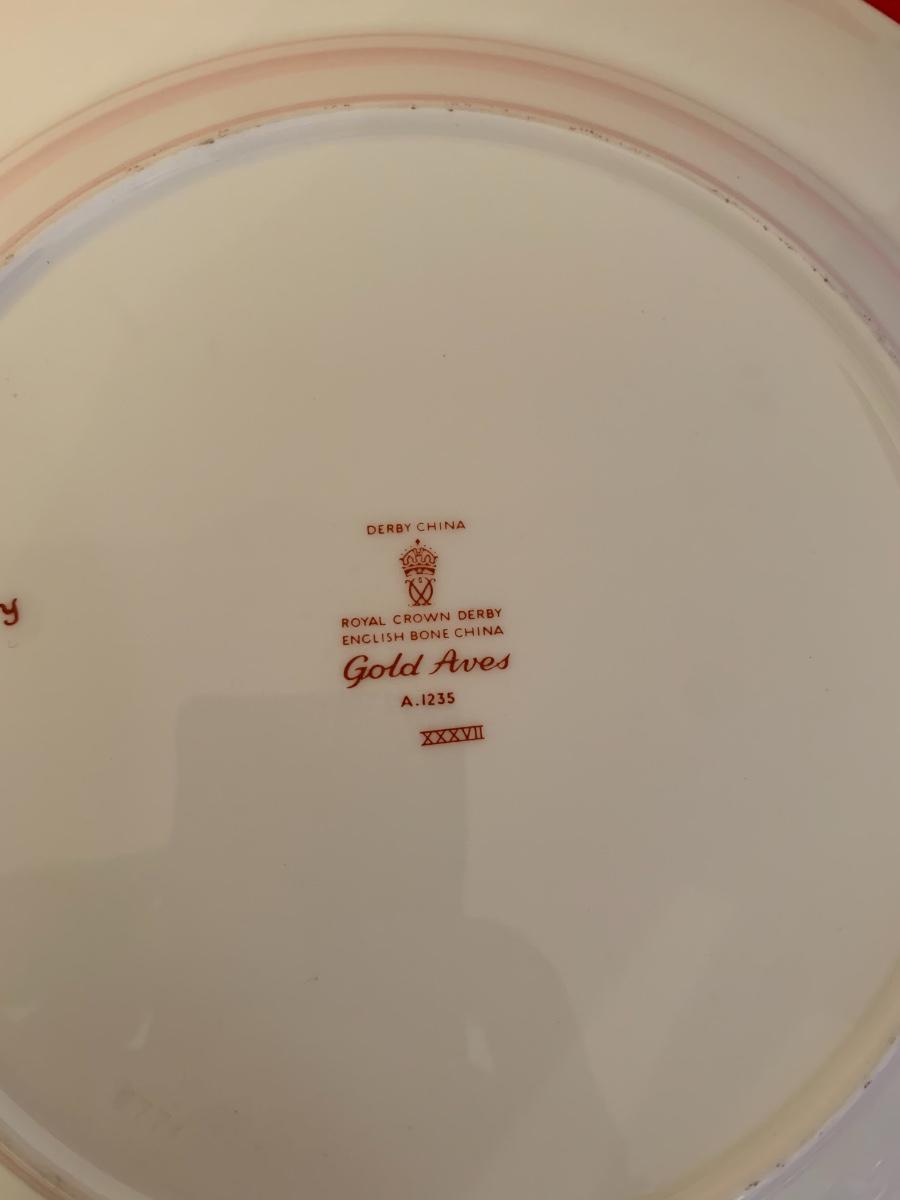 DERBY CHINA
ROYAL CROWN DERBY
ENGLISH BONE CHINA
Gold Aves
A.1235
XXXVII
y